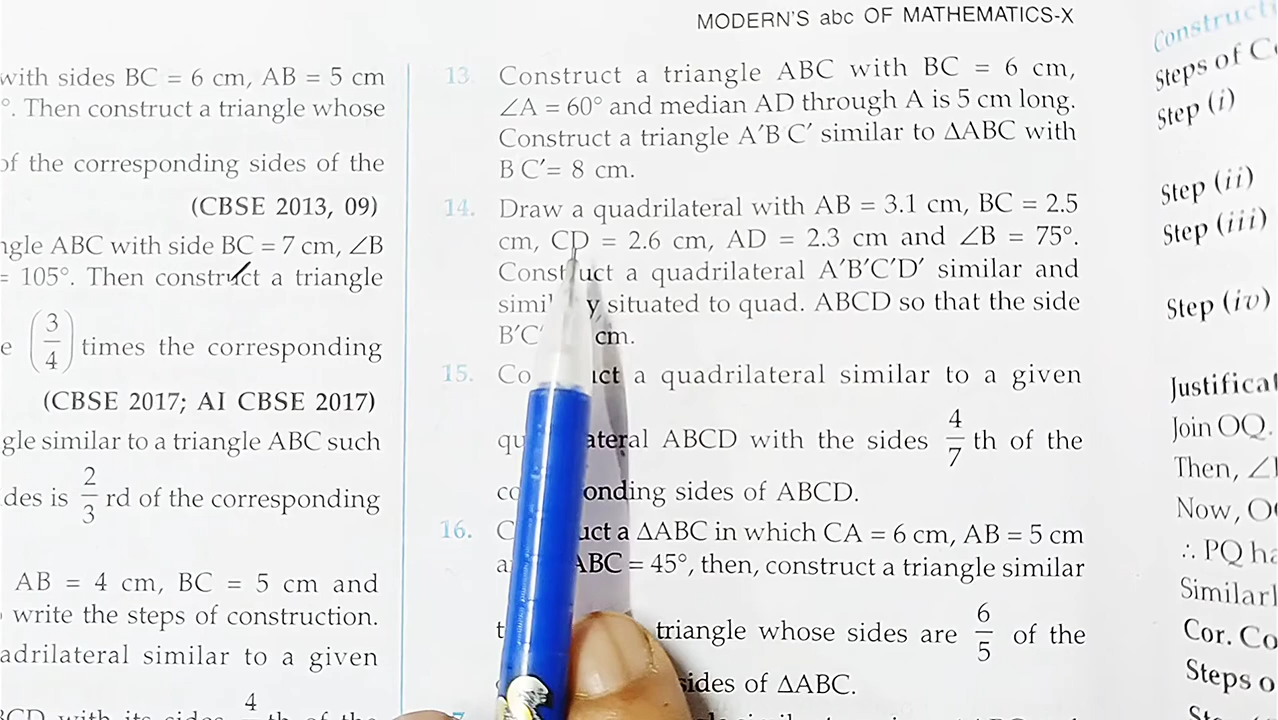 MODERN'S abc OF MATHEMATICS-X
with sides BC = 6 cm, AB = 5 cm
°. Then construct a triangle whose
of the corresponding sides of the
(CBSE 2013, 09)
ngle ABC with side BC = 7 cm, ∠B
= 105°. Then construct a triangle
e (3/4) times the corresponding
(CBSE 2017; AI CBSE 2017)
gle similar to a triangle ABC such
des is 2/3 rd of the corresponding
AB = 4 cm, BC = 5 cm and
write the steps of construction.
adrilateral similar to a given
BCD with its sides 4
13. Construct a triangle ABC with BC = 6 cm,
∠A = 60° and median AD through A is 5 cm long.
Construct a triangle A′B C′ similar to ΔABC with
B C′= 8 cm.
14. Draw a quadrilateral with AB = 3.1 cm, BC = 2.5
cm, CD = 2.6 cm, AD = 2.3 cm and ∠B = 75°.
Construct a quadrilateral A′B′C′D′ similar and
simil y situated to quad. ABCD so that the side
B′C′ cm.
15. Co uct a quadrilateral similar to a given
qu ateral ABCD with the sides 4/7 th of the
co onding sides of ABCD.
16. C uct a ΔABC in which CA = 6 cm, AB = 5 cm
a ABC = 45°, then, construct a triangle similar
t triangle whose sides are 6/5 of the
sides of ΔABC.
Constructi
Steps of C
Step (i)
Step (ii)
Step (iii)
Step (iv)
Justificat
Join OQ.
Then, ∠
Now, O
∴ PQ ha
Similarl
Cor. Co
Steps o